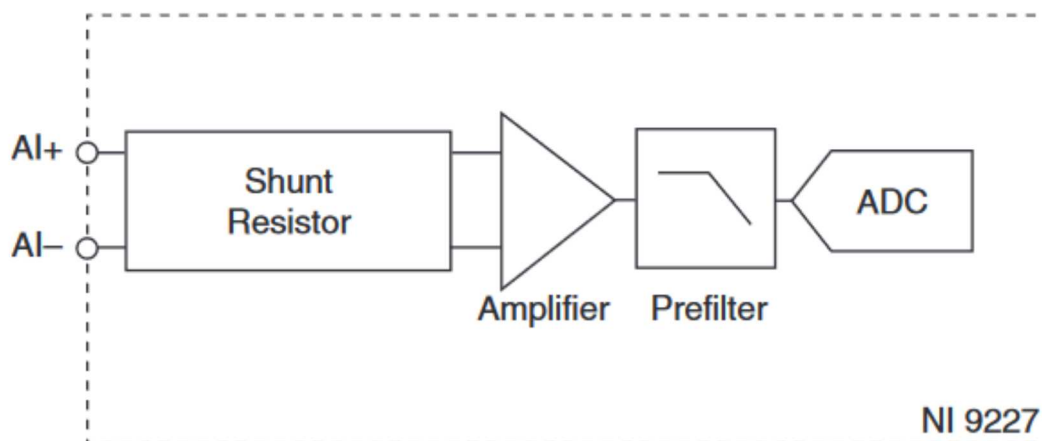 AI+
AI–
Shunt
Resistor
Amplifier
Prefilter
ADC
NI 9227